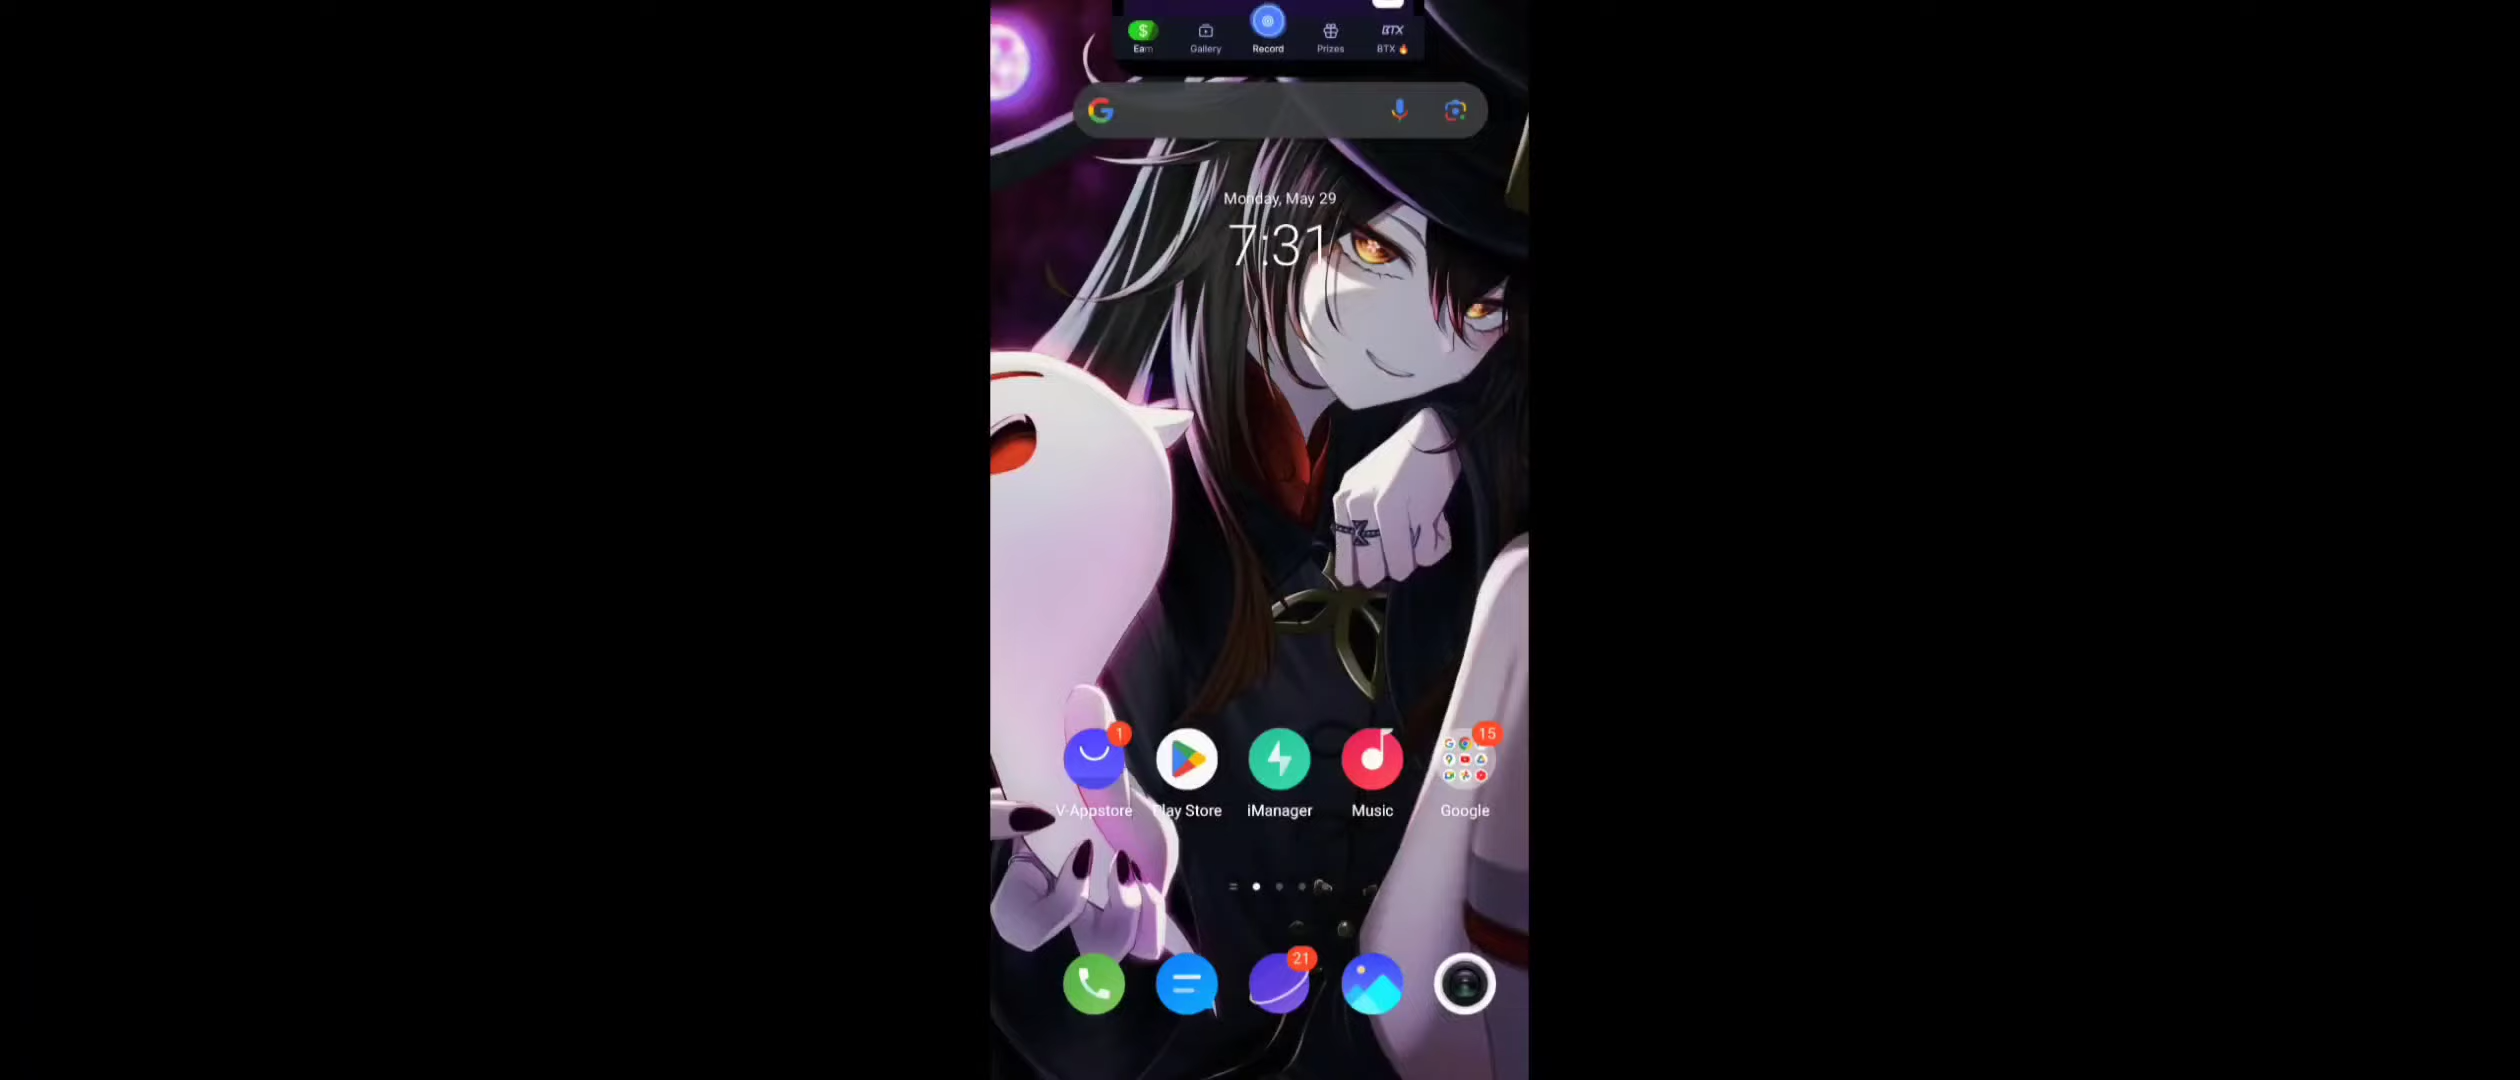 $
BTX
Earn
Gallery
Record
Prizes
BTX
Monday, May 29
7:31
1
15
V-Appstore
Play Store
iManager
Music
Google
21